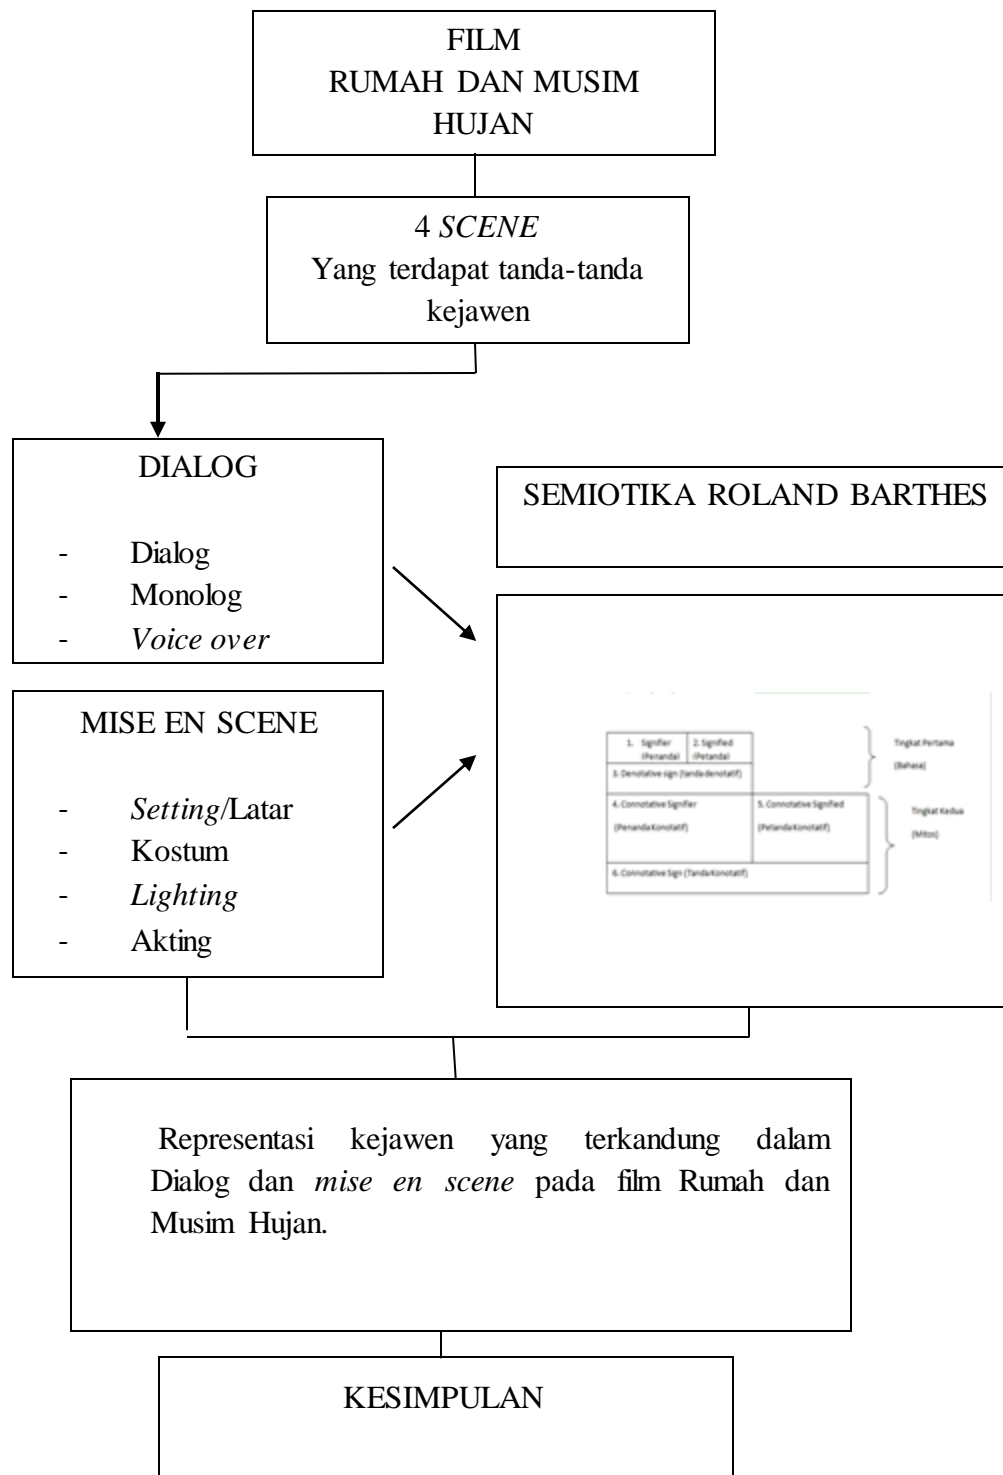 FILM
RUMAH DAN MUSIM
HUJAN
4 SCENE
Yang terdapat tanda-tanda
kejawen
DIALOG
- Dialog
- Monolog
- Voice over
SEMIOTIKA ROLAND BARTHES
MISE EN SCENE
- Setting/Latar
- Kostum
- Lighting
- Akting
1. Signifier
(Penanda)
2. Signified
(Petanda)
3. Denotative sign (tanda denotatif)
4. Connotative Signifier
(Penanda Konotatif)
5. Connotative Signified
(Petanda Konotatif)
6. Connotative Sign (Tanda Konotatif)
Tingkat Pertama
(Bahasa)
Tingkat Kedua
(Mitos)
Representasi kejawen yang terkandung dalam
Dialog dan mise en scene pada film Rumah dan
Musim Hujan.
KESIMPULAN